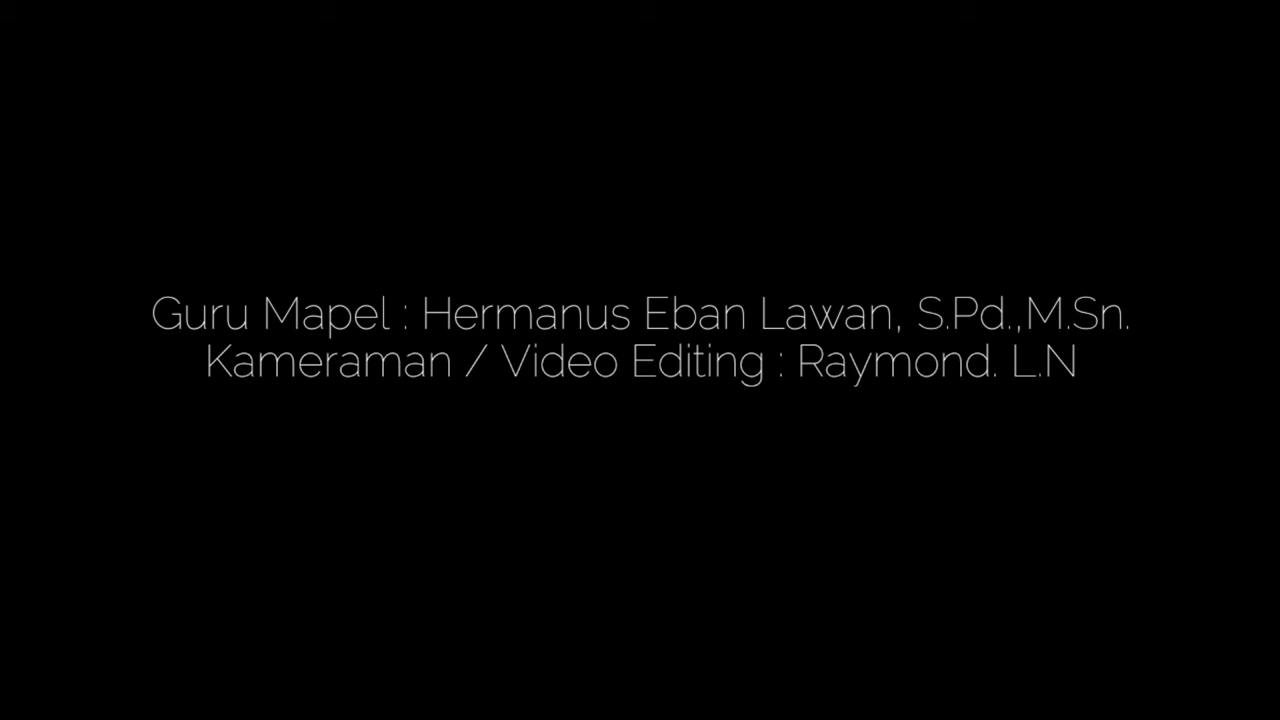 Guru Mapel : Hermanus Eban Lawan, S.Pd.,M.Sn.
Kameraman / Video Editing : Raymond. L.N